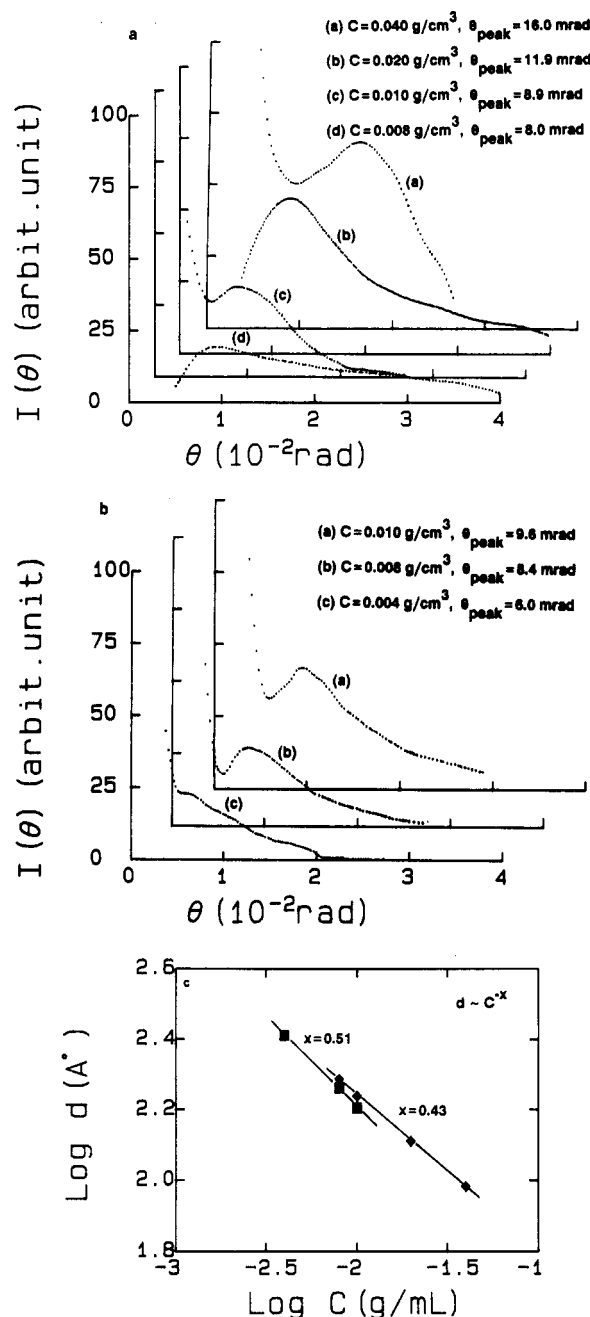 a
(a) C=0.040 g/cm³, θpeak=16.0 mrad
(b) C=0.020 g/cm³, θpeak=11.9 mrad
(c) C=0.010 g/cm³, θpeak=8.9 mrad
(d) C=0.008 g/cm³, θpeak=8.0 mrad
I(θ) (arbit.unit)
100
75
50
25
0
(a)
(b)
(c)
(d)
0
1
2
3
4
θ (10⁻²rad)
b
(a) C=0.010 g/cm³, θpeak=9.6 mrad
(b) C=0.008 g/cm³, θpeak=8.4 mrad
(c) C=0.004 g/cm³, θpeak=6.0 mrad
I(θ) (arbit.unit)
100
75
50
25
0
(a)
(b)
(c)
0
1
2
3
4
θ (10⁻²rad)
c
d ~ C⁻ˣ
x=0.51
x=0.43
Log d (A°)
2.6
2.4
2.2
2.0
1.8
-3
-2.5
-2
-1.5
-1
Log C (g/mL)